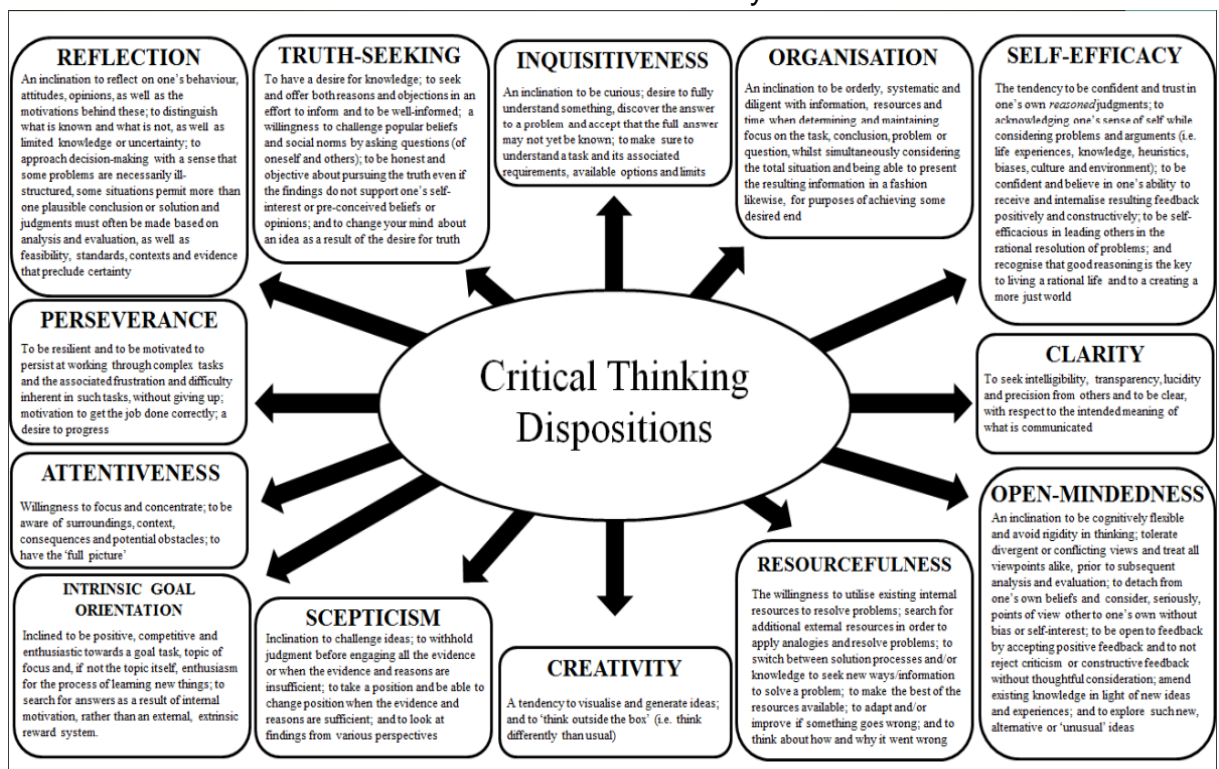 REFLECTION
An inclination to reflect on one's behaviour,
attitudes, opinions, as well as the
motivations behind these; to distinguish
what is known and what is not, as well as
limited knowledge or uncertainty; to
approach decision-making with a sense that
some problems are necessarily ill-
structured, some situations permit more than
one plausible conclusion or solution and
judgments must often be made based on
analysis and evaluation, as well as
feasibility, standards, contexts and evidence
that preclude certainty
TRUTH-SEEKING
To have a desire for knowledge; to seek
and offer both reasons and objections in an
effort to inform and to be well-informed; a
willingness to challenge popular beliefs
and social norms by asking questions (of
oneself and others); to be honest and
objective about pursuing the truth even if
the findings do not support one's self-
interest or pre-conceived beliefs or
opinions; and to change your mind about
an idea as a result of the desire for truth
INQUISITIVENESS
An inclination to be curious; desire to fully
understand something, discover the answer
to a problem and accept that the full answer
may not yet be known; to make sure to
understand a task and its associated
requirements, available options and limits
ORGANISATION
An inclination to be orderly, systematic and
diligent with information, resources and
time when determining and maintaining
focus on the task, conclusion, problem or
question, whilst simultaneously considering
the total situation and being able to present
the resulting information in a fashion
likewise, for purposes of achieving some
desired end
SELF-EFFICACY
The tendency to be confident and trust in
one's own reasoned judgments; to
acknowledging one's sense of self while
considering problems and arguments (i.e.
life experiences, knowledge, heuristics,
biases, culture and environment); to be
confident and believe in one's ability to
receive and internalise resulting feedback
positively and constructively; to be self-
efficacious in leading others in the
rational resolution of problems; and
recognise that good reasoning is the key
to living a rational life and to a creating a
more just world
PERSEVERANCE
To be resilient and to be motivated to
persist at working through complex tasks
and the associated frustration and difficulty
inherent in such tasks, without giving up;
motivation to get the job done correctly; a
desire to progress
Critical Thinking
Dispositions
CLARITY
To seek intelligibility, transparency, lucidity
and precision from others and to be clear,
with respect to the intended meaning of
what is communicated
ATTENTIVENESS
Willingness to focus and concentrate; to be
aware of surroundings, context,
consequences and potential obstacles; to
have the 'full picture'
OPEN-MINDEDNESS
An inclination to be cognitively flexible
and avoid rigidity in thinking; tolerate
divergent or conflicting views and treat all
viewpoints alike, prior to subsequent
analysis and evaluation; to detach from
one's own beliefs and consider, seriously,
points of view other to one's own without
bias or self-interest; to be open to feedback
by accepting positive feedback and to not
reject criticism or constructive feedback
without thoughtful consideration; amend
existing knowledge in light of new ideas
and experiences; and to explore such new,
alternative or 'unusual' ideas
INTRINSIC GOAL
ORIENTATION
Inclined to be positive, competitive and
enthusiastic towards a goal task, topic of
focus and, if not the topic itself, enthusiasm
for the process of learning new things; to
search for answers as a result of internal
motivation, rather than an external, extrinsic
reward system.
SCEPTICISM
Inclination to challenge ideas; to withhold
judgment before engaging all the evidence
or when the evidence and reasons are
insufficient; to take a position and be able to
change position when the evidence and
reasons are sufficient; and to look at
findings from various perspectives
CREATIVITY
A tendency to visualise and generate ideas;
and to 'think outside the box' (i.e. think
differently than usual)
RESOURCEFULNESS
The willingness to utilise existing internal
resources to resolve problems; search for
additional external resources in order to
apply analogies and resolve problems; to
switch between solution processes and/or
knowledge to seek new ways/information
to solve a problem; to make the best of the
resources available; to adapt and/or
improve if something goes wrong; and to
think about how and why it went wrong